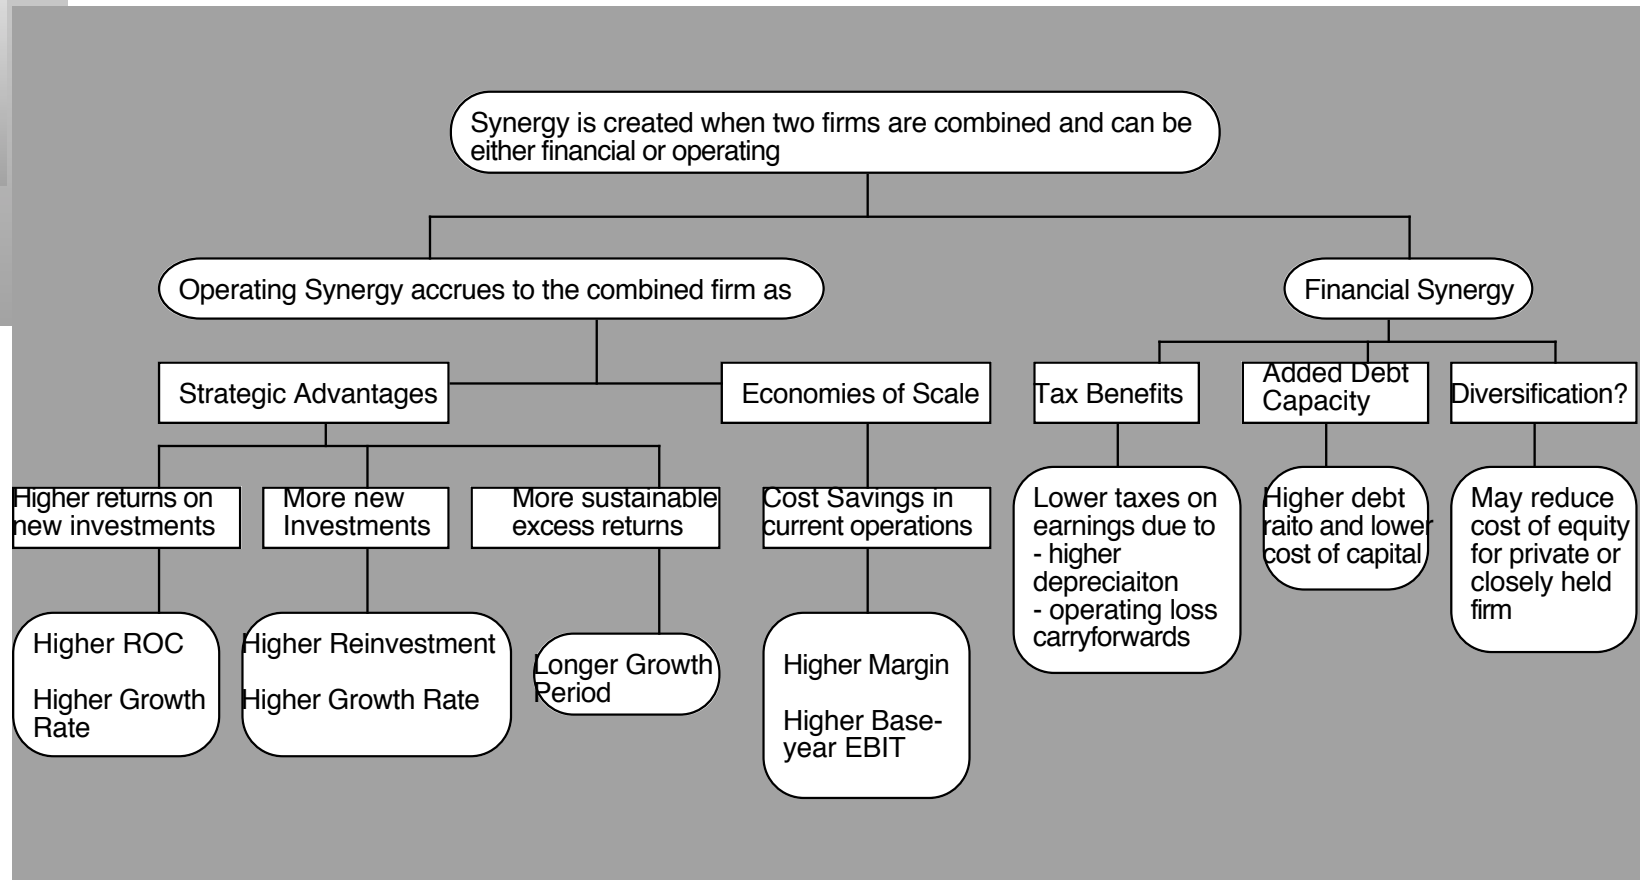 Synergy is created when two firms are combined and can be
either financial or operating
Operating Synergy accrues to the combined firm as
Financial Synergy
Strategic Advantages
Economies of Scale
Tax Benefits
Added Debt
Capacity
Diversification?
Higher returns on
new investments
More new
Investments
More sustainable
excess returns
Cost Savings in
current operations
Lower taxes on
earnings due to
- higher
depreciaiton
- operating loss
carryforwards
Higher debt
raito and lower
cost of capital
May reduce
cost of equity
for private or
closely held
firm
Higher ROC
Higher Growth
Rate
Higher Reinvestment
Higher Growth Rate
Longer Growth
Period
Higher Margin
Higher Base-
year EBIT